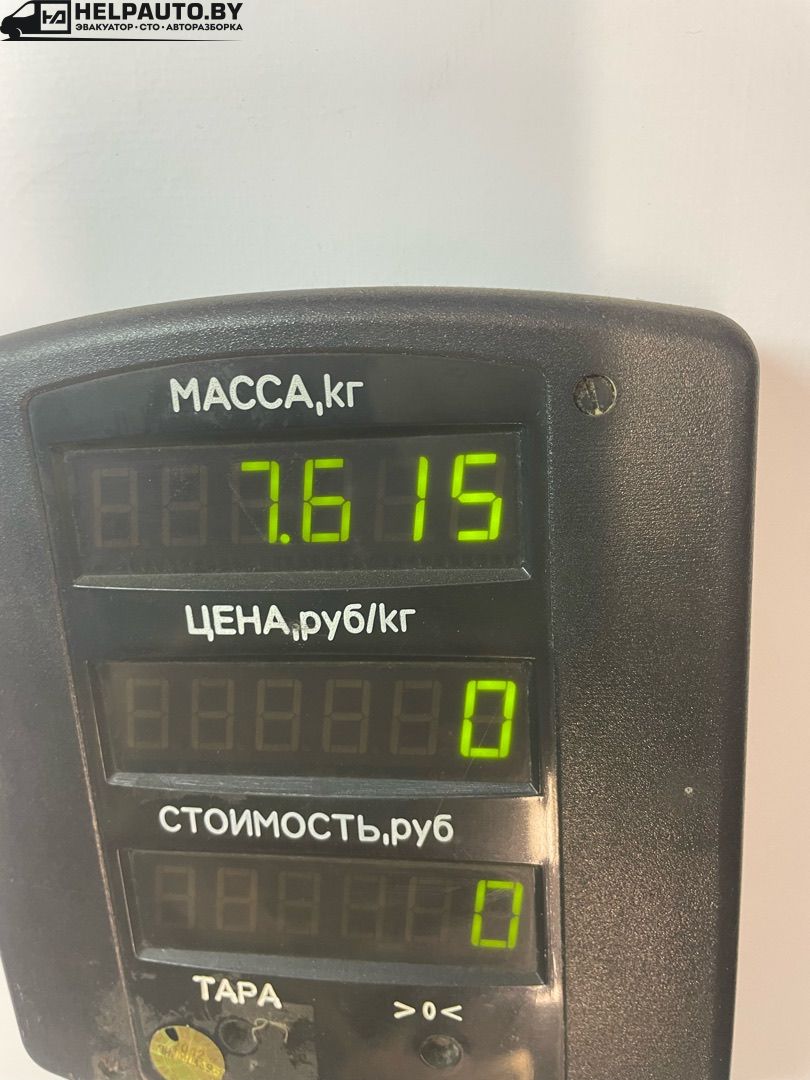 HELPAUTO.BY
ЭВАКУАТОР•СТО•АВТОРАЗБОРКА
МАССА,кг
7.615
ЦЕНА,руб/кг
0
СТОИМОСТЬ,руб
0
ТАРА
>0<